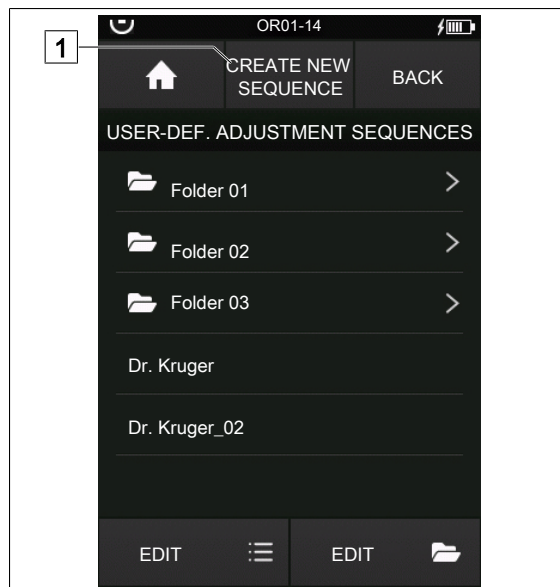 OR01-14
1
CREATE NEW
SEQUENCE
BACK
USER-DEF. ADJUSTMENT SEQUENCES
Folder 01
Folder 02
Folder 03
Dr. Kruger
Dr. Kruger_02
EDIT
EDIT